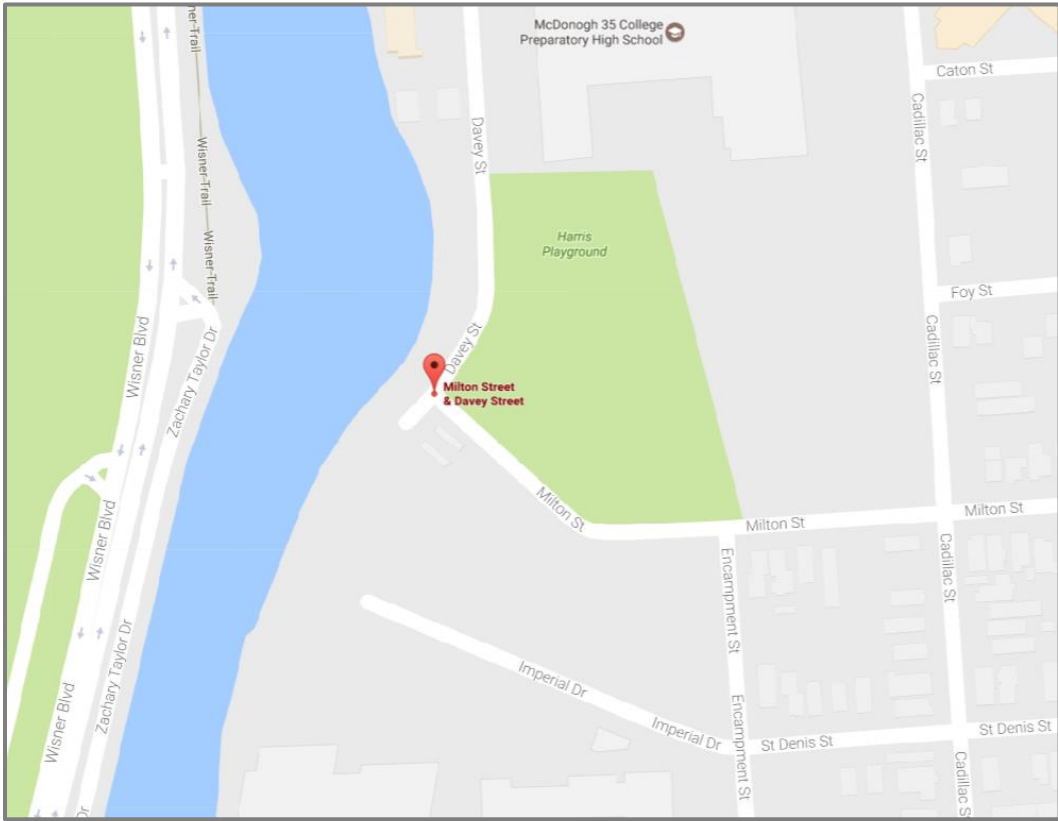 McDonogh 35 College
Preparatory High School
Wisner-Trail
Caton St
Davey St
Cadillac St
Wisner-Trail
Harris
Playground
Wisner-Trail
Foy St
Wisner Blvd
Zachary Taylor Dr
Davey St
Cadillac St
Milton Street
& Davey Street
Milton St
Milton St
Milton St
Wisner Blvd
Encampment St
Cadillac St
Zachary Taylor Dr
Imperial Dr
Wisner Blvd
Imperial Dr
Encampment St
St Denis St
St Denis St
Cadillac St
Dr